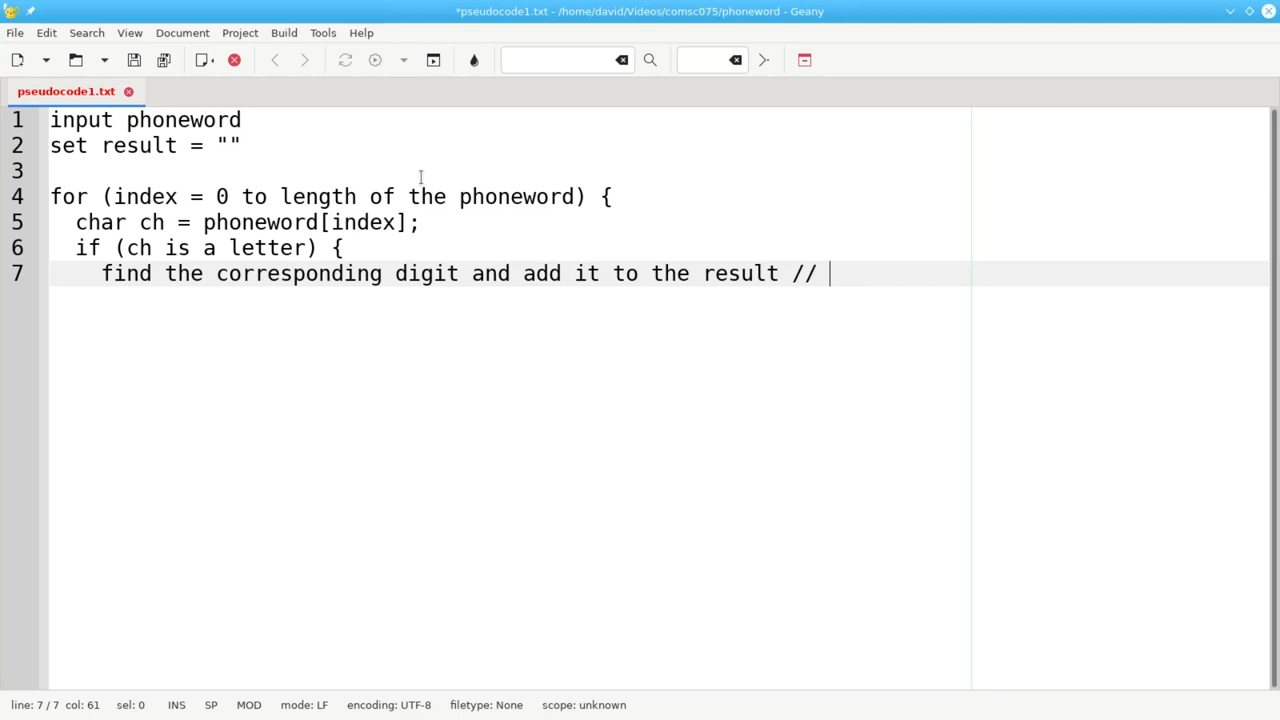 *pseudocode1.txt - /home/david/Videos/comsc075/phoneword - Geany
File Edit Search View Document Project Build Tools Help
pseudocode1.txt
1 input phoneword
2 set result = ""
3
4 for (index = 0 to length of the phoneword) {
5   char ch = phoneword[index];
6   if (ch is a letter) {
7     find the corresponding digit and add it to the result //
line: 7 / 7 col: 61 sel: 0 INS SP MOD mode: LF encoding: UTF-8 filetype: None scope: unknown